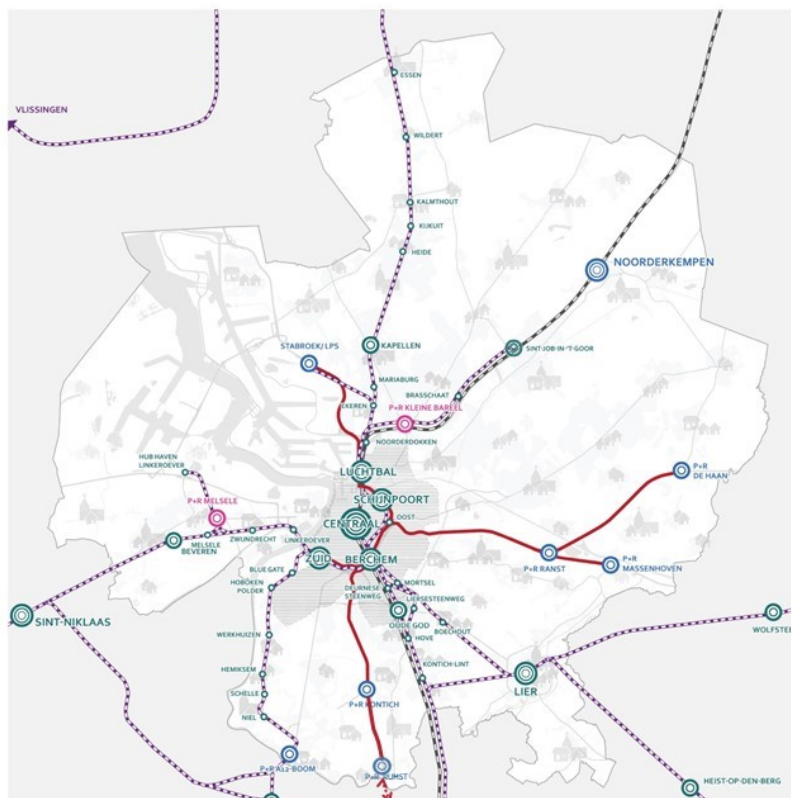 ESSEN
VLISSINGEN
WILDERT
KALMTHOUT
KIJKUIT
HEIDE
NOORDERKEMPEN
STABROEK/LPS
KAPELLEN
SINT-JOB-IN-'T-GOOR
MARIABURG
BRASSCHAAT
EKEREN
P+R KLEINE BAREEL
NOORDERDOKKEN
HUB HAVEN
LINKEROEVER
LUCHTBAL
P+R
DE HAAN
P+R MELSELE
SCHIJNPOORT
OOST
CENTRAAL
ZWUNDRECHT
LINKEROEVER
MELSELE
BEVEREN
ZUID
BERCHEM
P+R RANST
P+R
MASSENHOVEN
BLUE GATE
HOBOKEN
POLDER
DEURNESE
STEENWEG
MORTSEL
LIERSESTEENWEG
SINT-NIKLAAS
OUDE GOD
BOECHOUT
WOLFSTEE
WERKHUIZEN
HOVE
KONTICH-LINT
HEMIKSEM
LIER
SCHELLE
P+R KONTICH
NIEL
P+R A12-BOOM
P+R RUMST
HEIST-OP-DEN-BERG